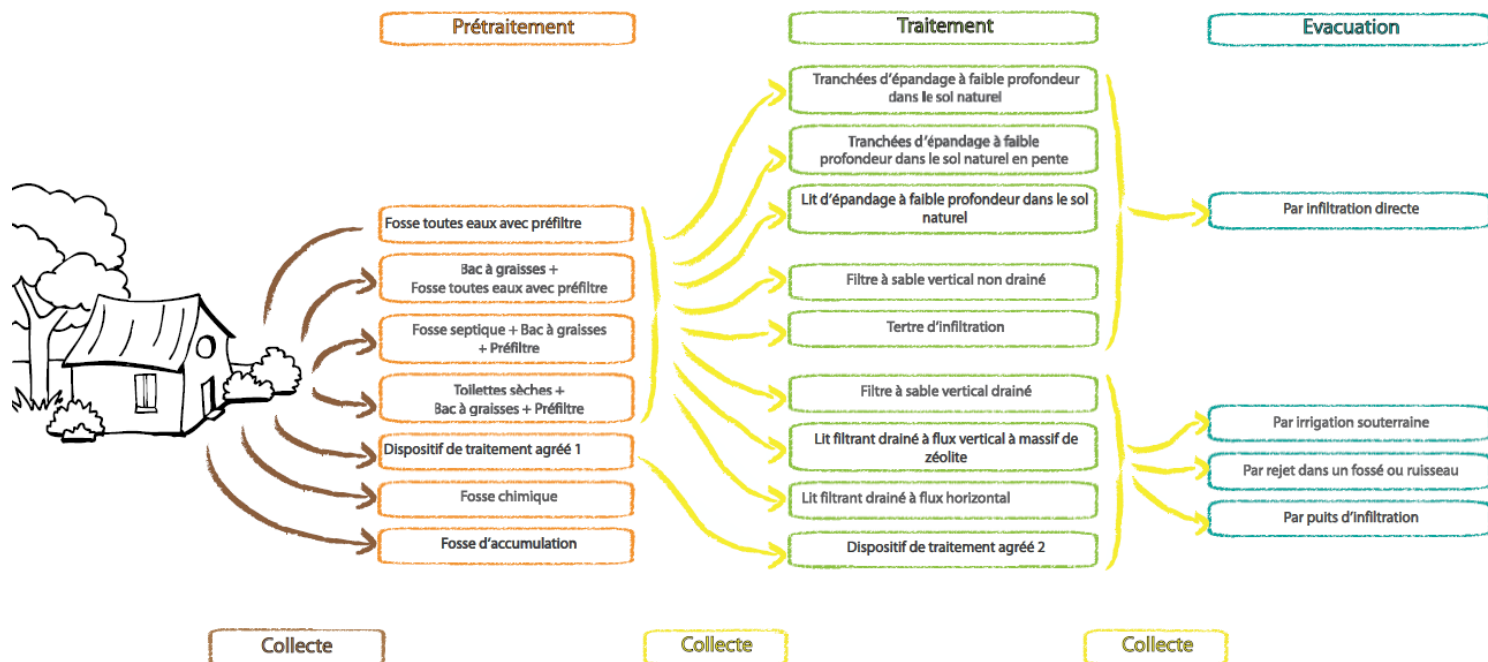 Prétraitement
Traitement
Evacuation
Fosse toutes eaux avec préfiltre
Bac à graisses +
Fosse toutes eaux avec préfiltre
Fosse septique + Bac à graisses
+ Préfiltre
Toilettes sèches +
Bac à graisses + Préfiltre
Dispositif de traitement agréé 1
Fosse chimique
Fosse d'accumulation
Tranchées d'épandage à faible profondeur
dans le sol naturel
Tranchées d'épandage à faible
profondeur dans le sol naturel en pente
Lit d'épandage à faible profondeur dans le sol
naturel
Filtre à sable vertical non drainé
Tertre d'infiltration
Filtre à sable vertical drainé
Lit filtrant drainé à flux vertical à massif de
zéolite
Lit filtrant drainé à flux horizontal
Dispositif de traitement agréé 2
Par infiltration directe
Par irrigation souterraine
Par rejet dans un fossé ou ruisseau
Par puits d'infiltration
Collecte
Collecte
Collecte